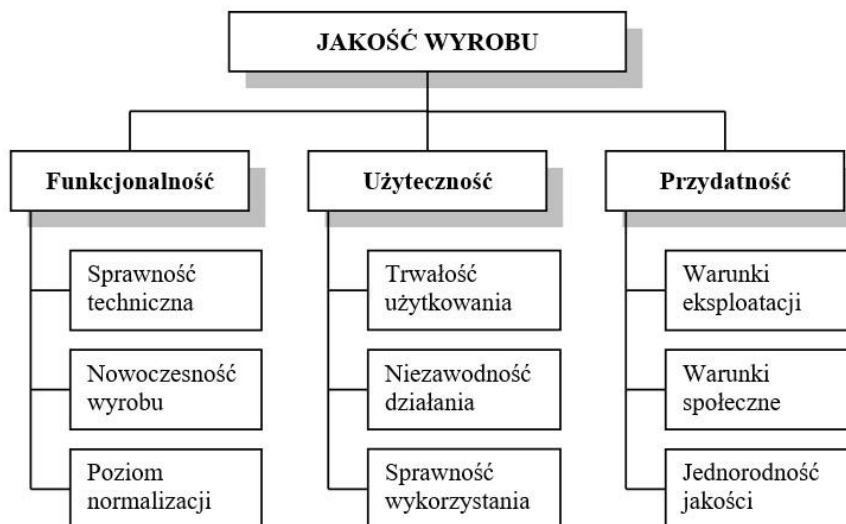 JAKOŚĆ WYROBU
Funkcjonalność
Sprawność
techniczna
Nowoczesność
wyrobu
Poziom
normalizacji
Użyteczność
Trwałość
użytkowania
Niezawodność
działania
Sprawność
wykorzystania
Przydatność
Warunki
eksploatacji
Warunki
społeczne
Jednorodność
jakości